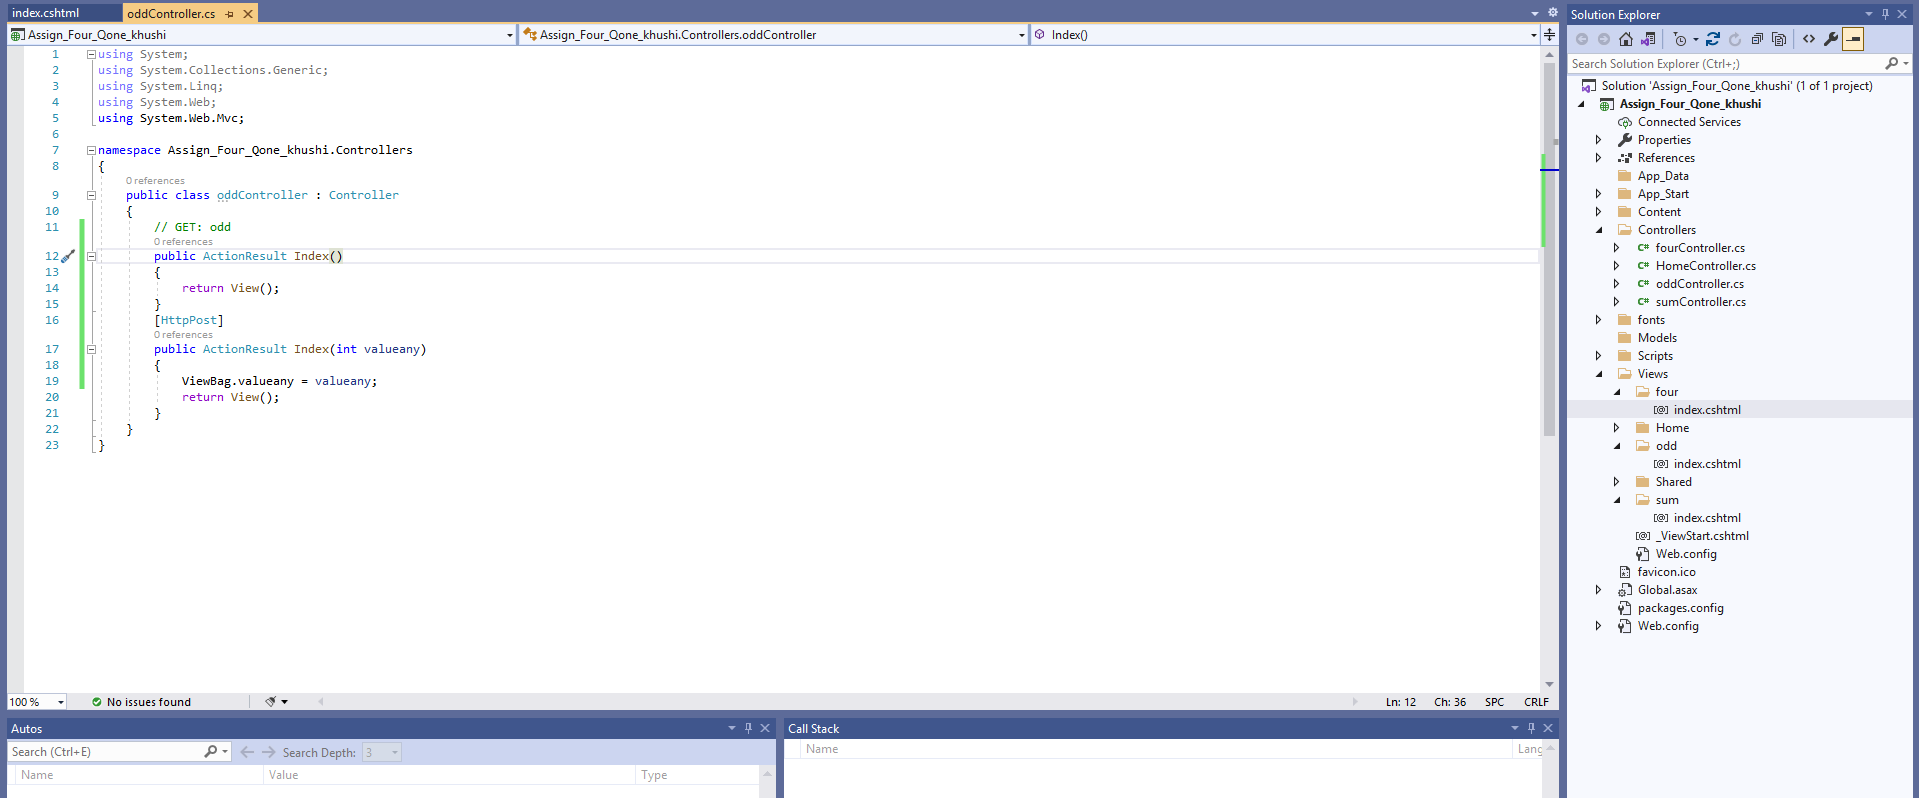 index.cshtml
oddController.cs
Assign_Four_Qone_khushi
Assign_Four_Qone_khushi.Controllers.oddController
Index()
1 using System;
2 using System.Collections.Generic;
3 using System.Linq;
4 using System.Web;
5 using System.Web.Mvc;
6
7 namespace Assign_Four_Qone_khushi.Controllers
8 {
0 references
9 public class oddController : Controller
10 {
11 // GET: odd
0 references
12 public ActionResult Index()
13 {
14 return View();
15 }
16 [HttpPost]
0 references
17 public ActionResult Index(int valueany)
18 {
19 ViewBag.valueany = valueany;
20 return View();
21 }
22 }
23 }
100 %
No issues found
Ln: 12 Ch: 36 SPC CRLF
Autos
Search (Ctrl+E)
Search Depth: 3
Name Value Type
Call Stack
Name Lang
Solution Explorer
Search Solution Explorer (Ctrl+;)
Solution 'Assign_Four_Qone_khushi' (1 of 1 project)
Assign_Four_Qone_khushi
Connected Services
Properties
References
App_Data
App_Start
Content
Controllers
C# fourController.cs
C# HomeController.cs
C# oddController.cs
C# sumController.cs
fonts
Models
Scripts
Views
four
[@] index.cshtml
Home
odd
[@] index.cshtml
Shared
sum
[@] index.cshtml
[@] _ViewStart.cshtml
Web.config
favicon.ico
Global.asax
packages.config
Web.config